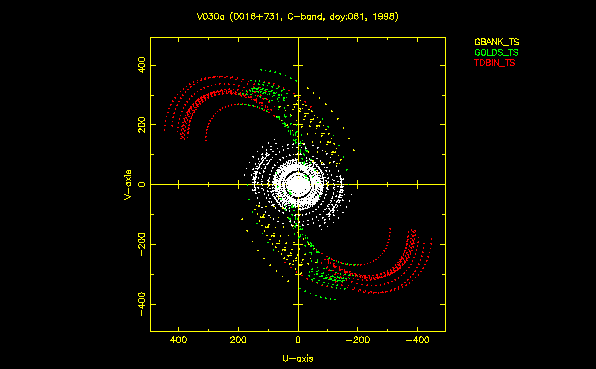 V030a (0016+731, C-band, doy:061, 1998)
GBANK_TS
GOLDS_TS
TDBIN_TS
400
200
0
-200
-400
V-axis
400 200 0 -200 -400
U-axis